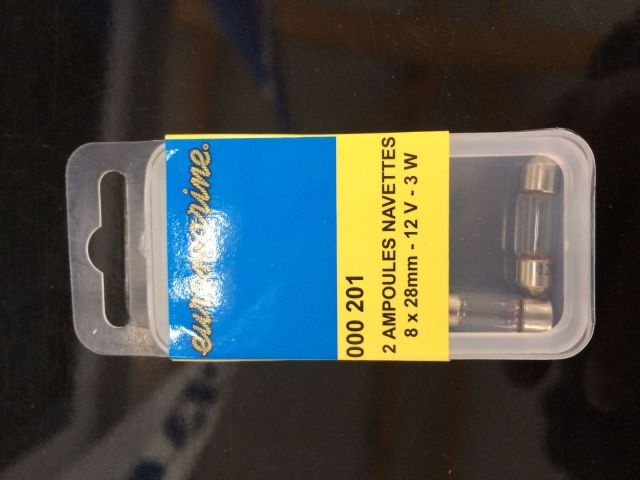 euromarine.
000 201
2 AMPOULES NAVETTES
8 x 28mm - 12 V - 3 W